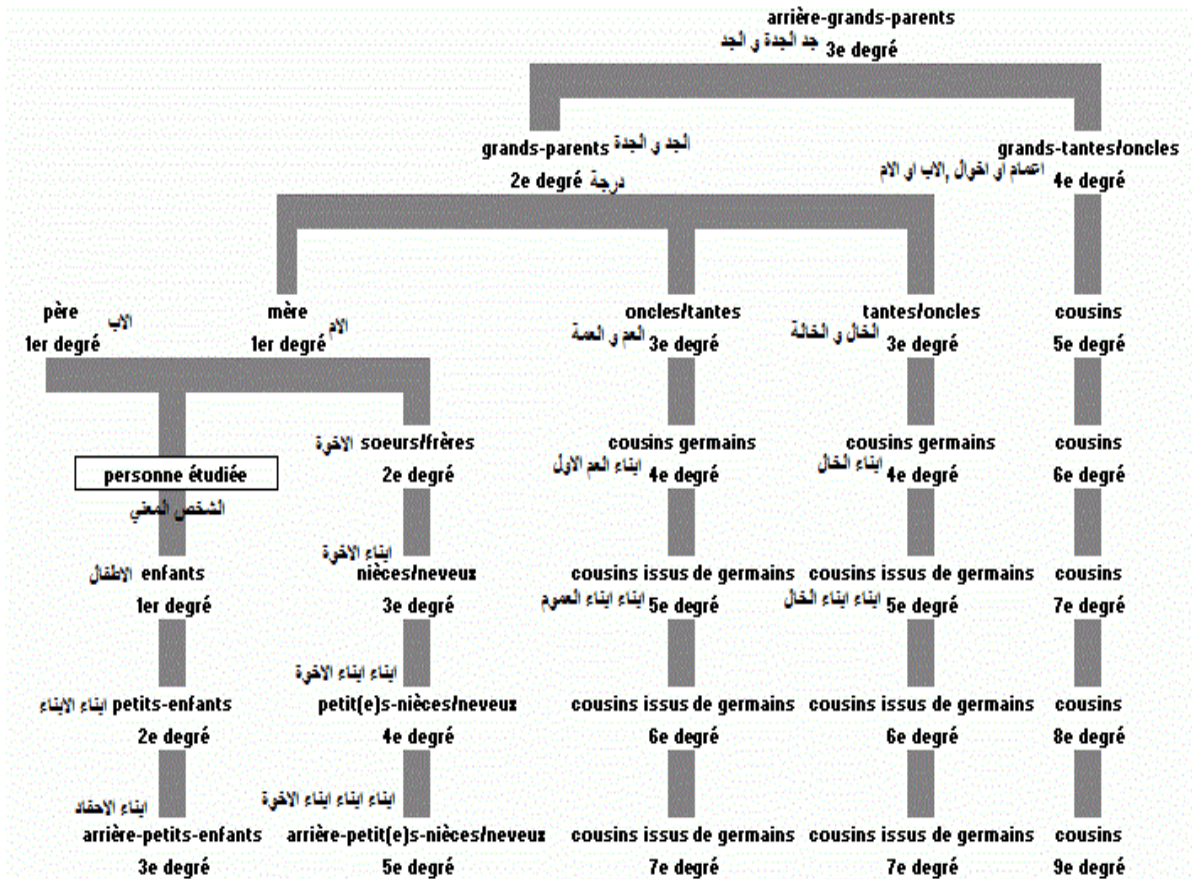 arrière-grands-parents
جد الجدة و الجد 3e degré
grands-parents الجد و الجدة
grands-tantes/oncles
2e degré درجة
اعمام او اخوال ,الاب او الام 4e degré
père
الاب
1er degré
mère
الام
1er degré
oncles/tantes
العم و العمة 3e degré
tantes/oncles
الخال و الخالة 3e degré
cousins
5e degré
الاخوة soeurs/frères
2e degré
cousins germains
ابناء العم الاول 4e degré
cousins germains
ابناء الخال 4e degré
cousins
6e degré
personne étudiée
الشخص المعني
ابناء الاخوة
الاطفال enfants
1er degré
nièces/neveux
3e degré
cousins issus de germains
ابناء ابناء العموم 5e degré
cousins issus de germains
ابناء ابناء الخال 5e degré
cousins
7e degré
ابناء ابناء الاخوة
ابناء الابناء petits-enfants
2e degré
petit(e)s-nièces/neveux
4e degré
cousins issus de germains
6e degré
cousins issus de germains
6e degré
cousins
8e degré
ابناء الاحفاد
arrière-petits-enfants
3e degré
ابناء ابناء ابناء الاخوة
arrière-petit(e)s-nièces/neveux
5e degré
cousins issus de germains
7e degré
cousins issus de germains
7e degré
cousins
9e degré